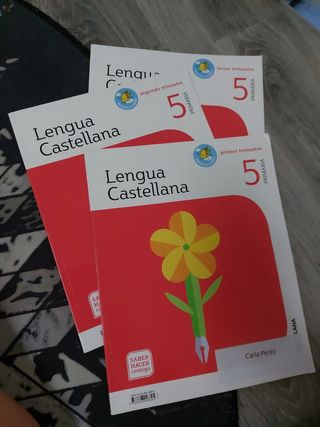 Lengua
tercer trimestre
5
PRIMARIA
Lengua
Castellana
segundo trimestre
5
PRIMARIA
Lengua
Castellana
primer trimestre
5
PRIMARIA
SABER
HACER
contigo
Carla Pérez
LANA